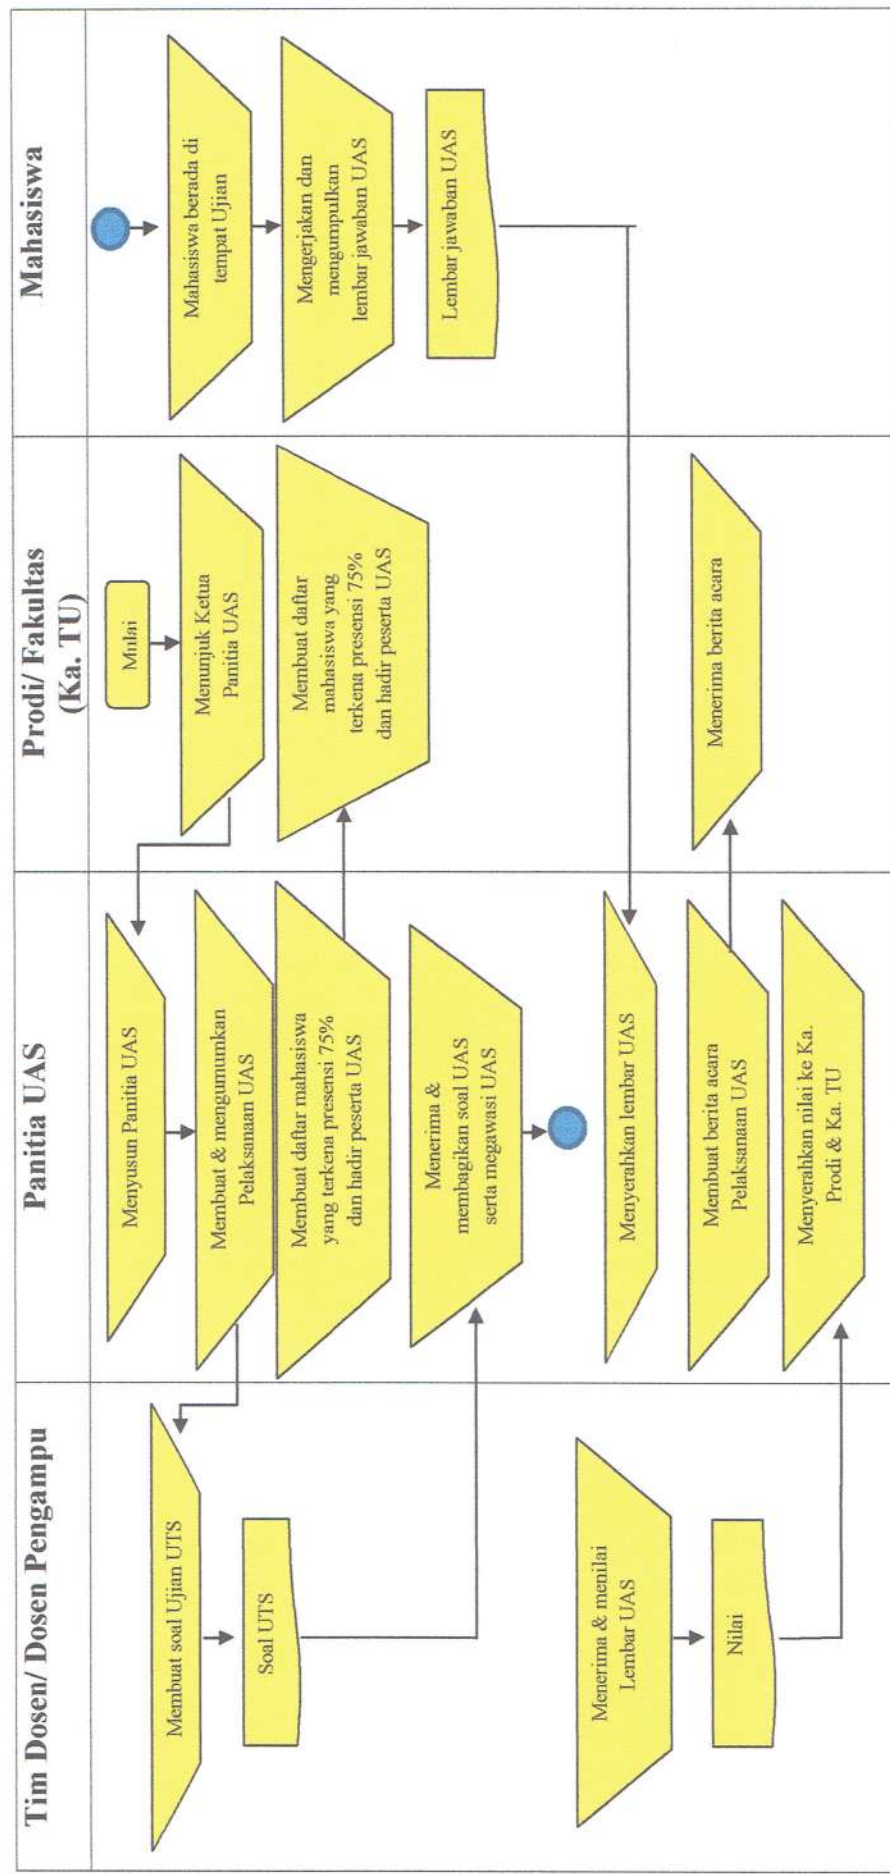 Tim Dosen/ Dosen Pengampu
Panitia UAS
Prodi/ Fakultas
(Ka. TU)
Mahasiswa
Membuat soal Ujian UTS
Soal UTS
Menerima & menilai
Lembar UAS
Nilai
Menyusun Panitia UAS
Membuat & mengumumkan
Pelaksanaan UAS
Membuat daftar mahasiswa
yang terkena presensi 75%
dan hadir peserta UAS
Menerima &
membagikan soal UAS
serta megawasi UAS
Menyerahkan lembar UAS
Membuat berita acara
Pelaksanaan UAS
Menyerahkan nilai ke Ka.
Prodi & Ka. TU
Mulai
Menunjuk Ketua
Panitia UAS
Membuat daftar
mahasiswa yang
terkena presensi 75%
dan hadir peserta UAS
Menerima berita acara
Mahasiswa berada di
tempat Ujian
Mengerjakan dan
mengumpulkan
lembar jawaban UAS
Lembar jawaban UAS